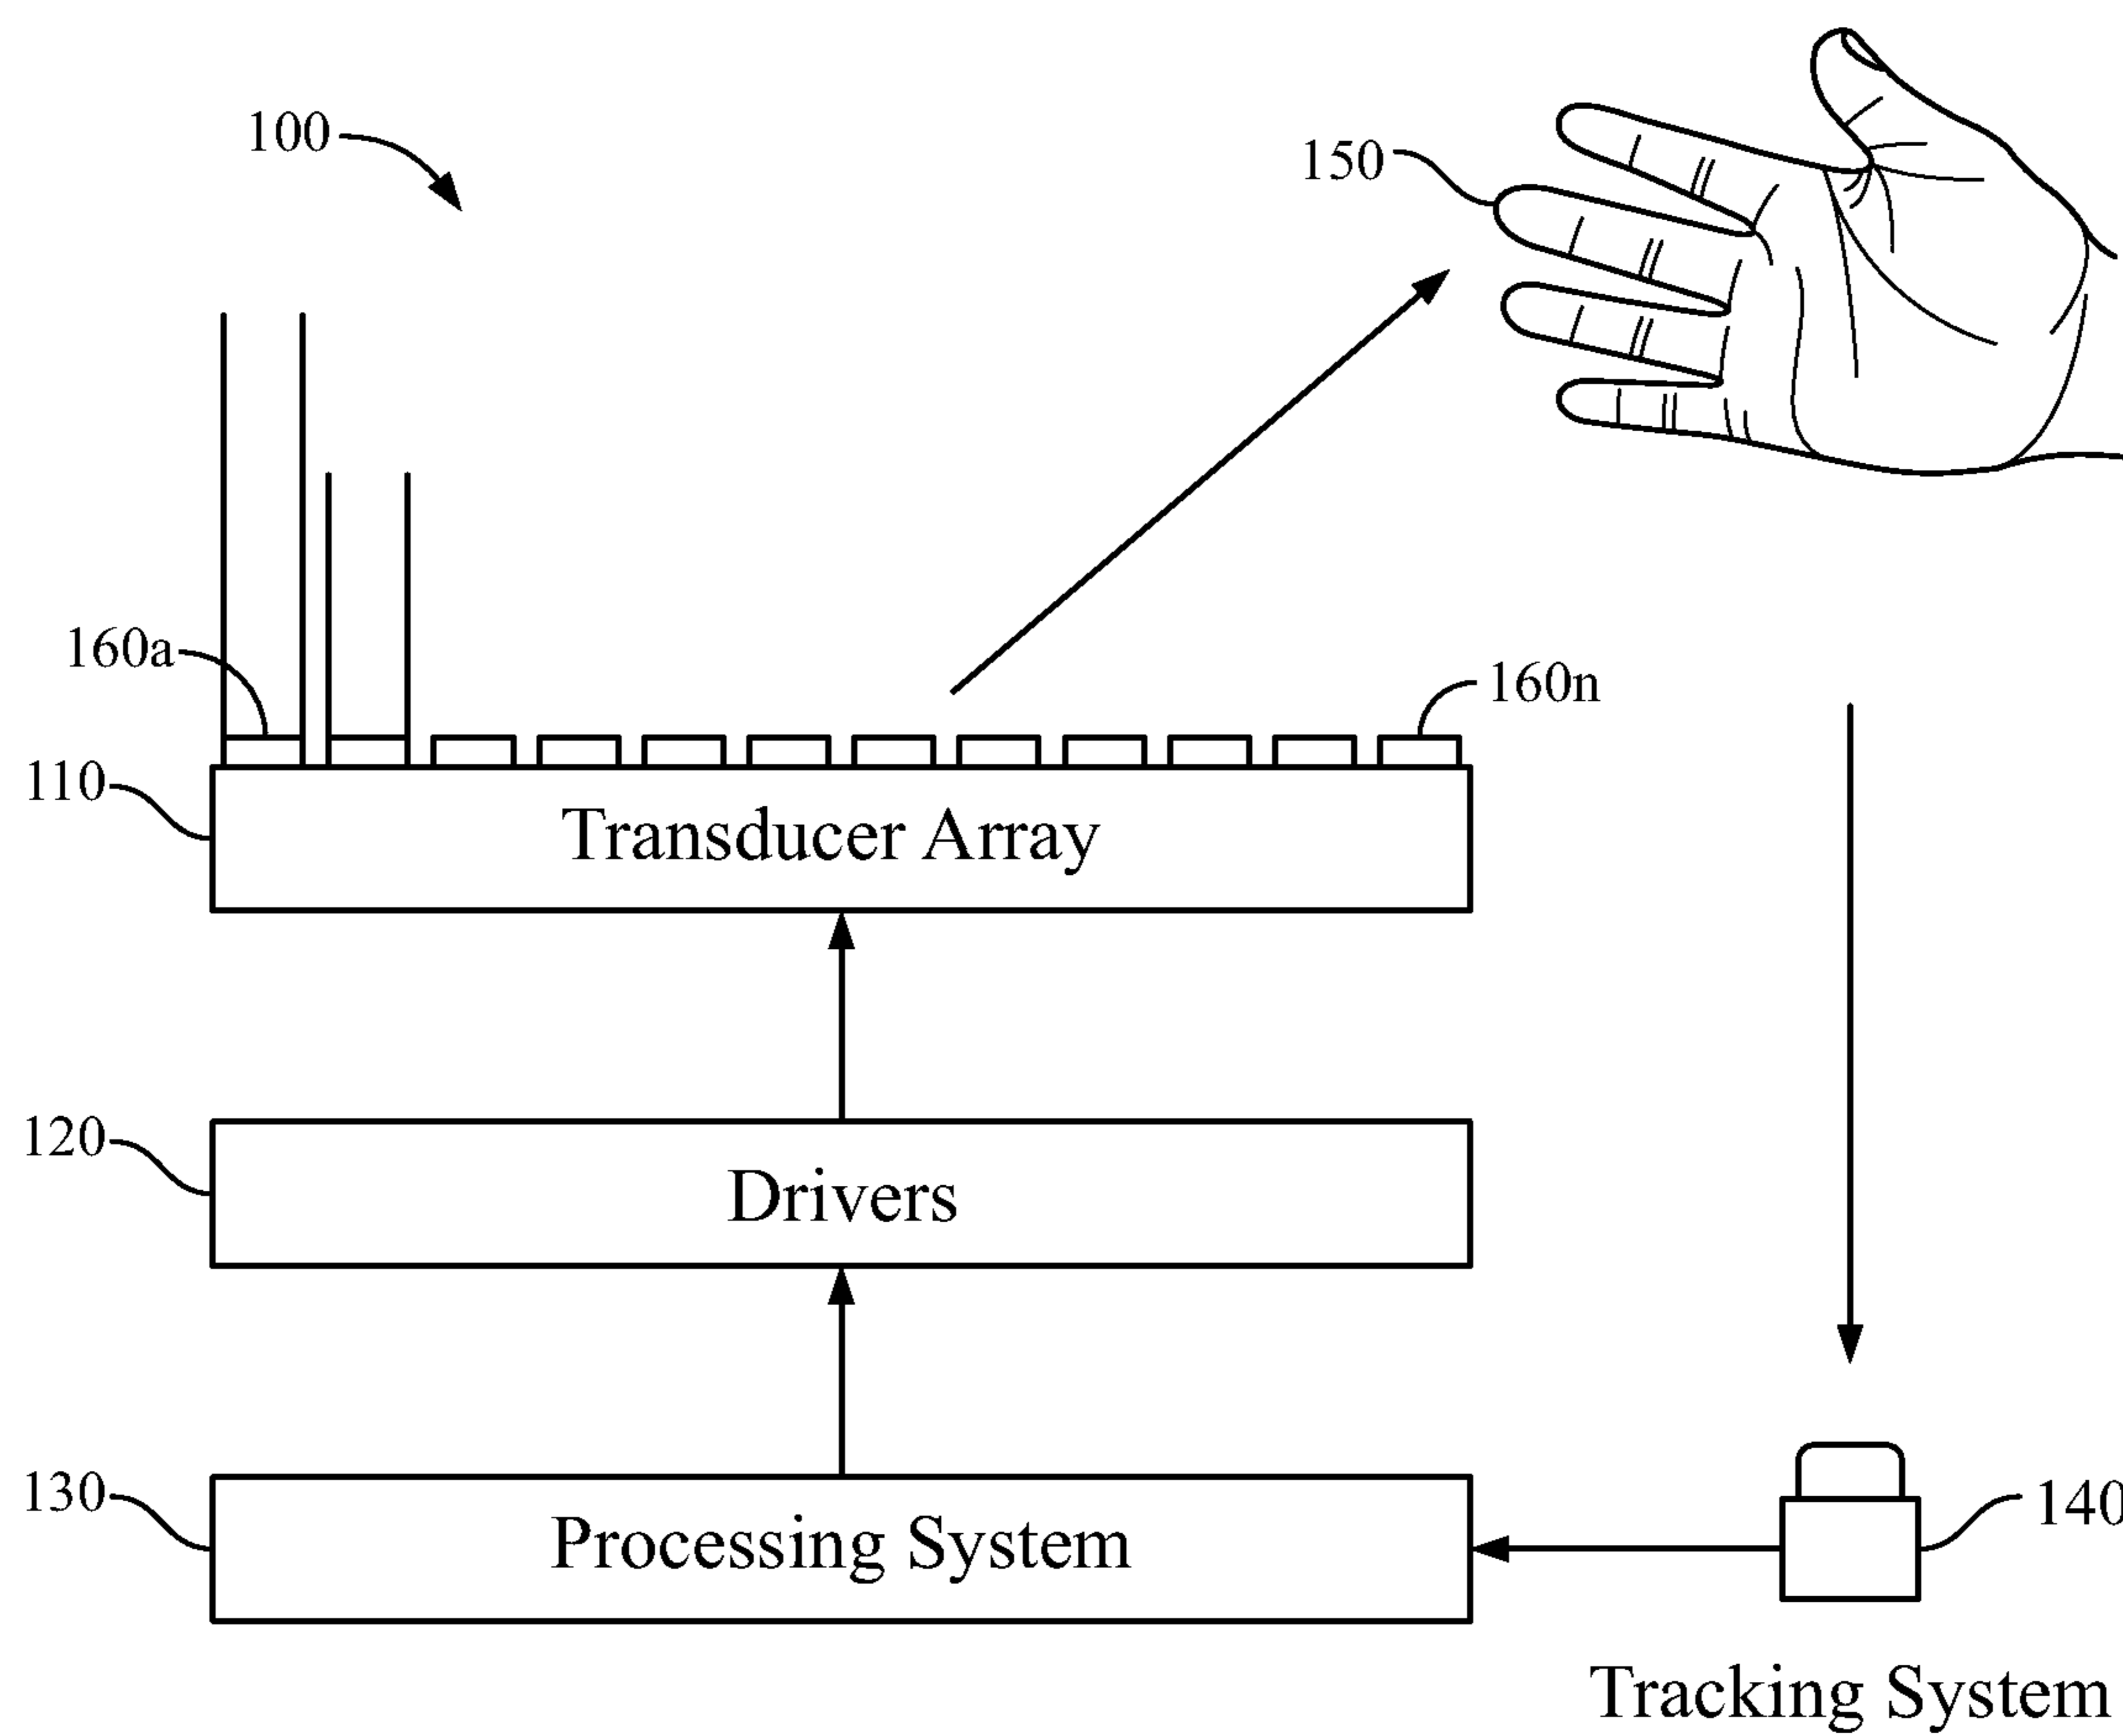 100
150
160a
160n
110
Transducer Array
120
Drivers
130
Processing System
140
Tracking System